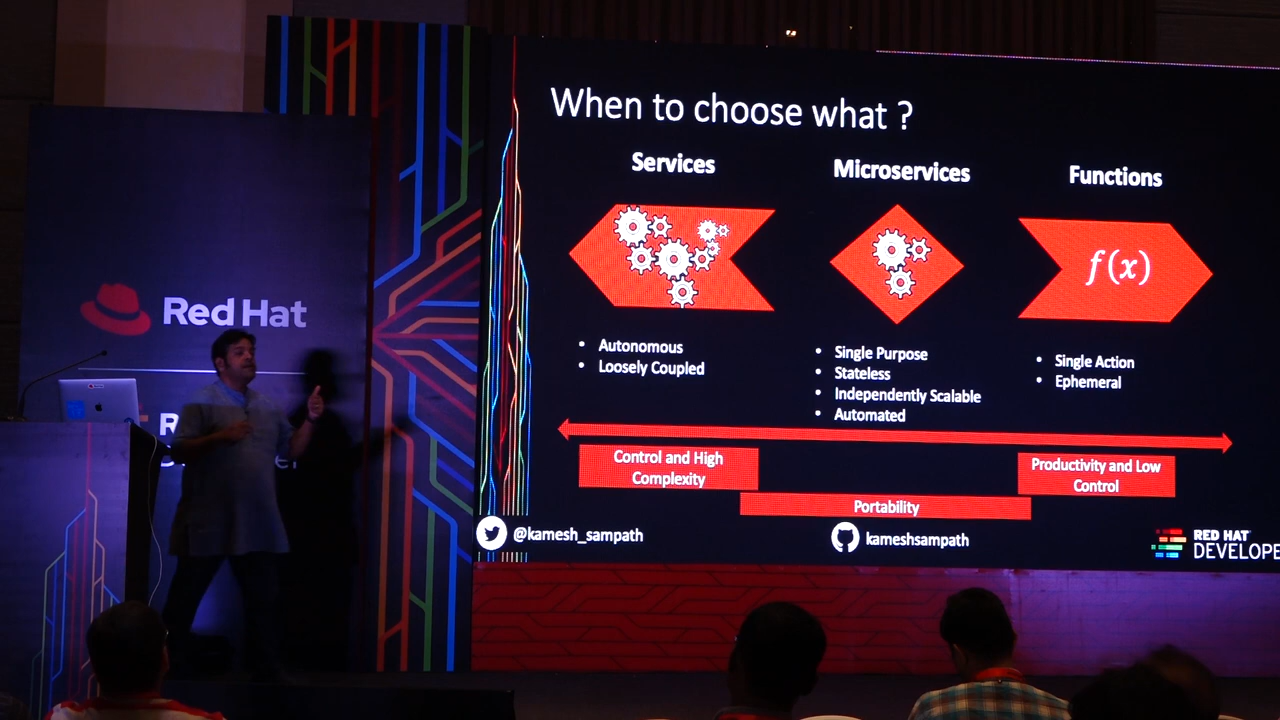 When to choose what ?
Services
Microservices
Functions
f(x)
• Autonomous
• Loosely Coupled
• Single Purpose
• Stateless
• Independently Scalable
• Automated
• Single Action
• Ephemeral
Control and High
Complexity
Portability
Productivity and Low
Control
@kamesh_sampath
kameshsampath
RED HAT
DEVELOPE
Red Hat